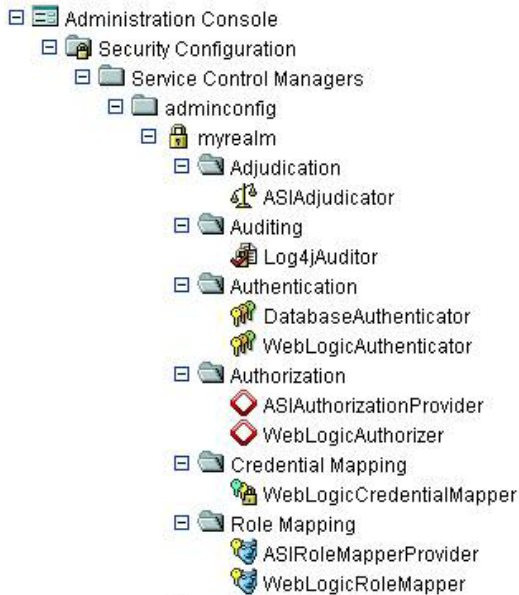 Administration Console
Security Configuration
Service Control Managers
adminconfig
myrealm
Adjudication
ASIAdjudicator
Auditing
Log4jAuditor
Authentication
DatabaseAuthenticator
WebLogicAuthenticator
Authorization
ASIAuthorizationProvider
WebLogicAuthorizer
Credential Mapping
WebLogicCredentialMapper
Role Mapping
ASIRoleMapperProvider
WebLogicRoleMapper